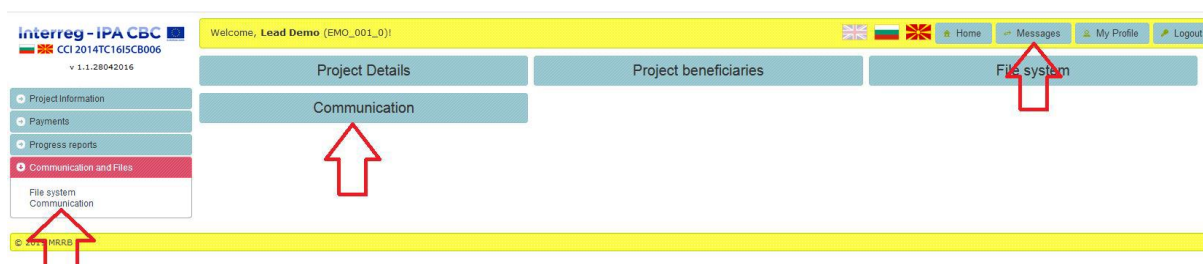 Interreg - IPA CBC
CCI 2014TC16I5CB006
v 1.1.28042016
Welcome, Lead Demo (EMO_001_0)!
Home
Messages
My Profile
Logout
Project Details
Project beneficiaries
File system
Communication
Project Information
Payments
Progress reports
Communication and Files
File system
Communication
© MRRB